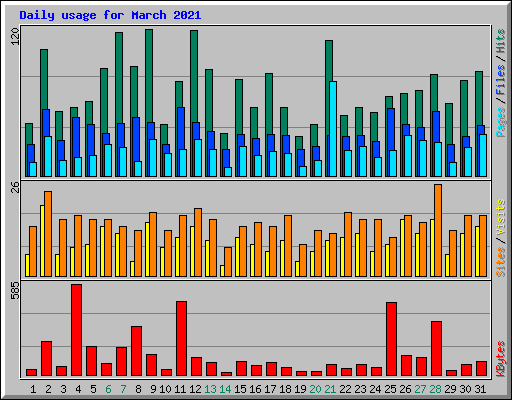 Daily usage for March 2021
120
Pages/Files/Hits
26
Sites/Visits
585
KBytes
1 2 3 4 5 6 7 8 9 10 11 12 13 14 15 16 17 18 19 20 21 22 23 24 25 26 27 28 29 30 31